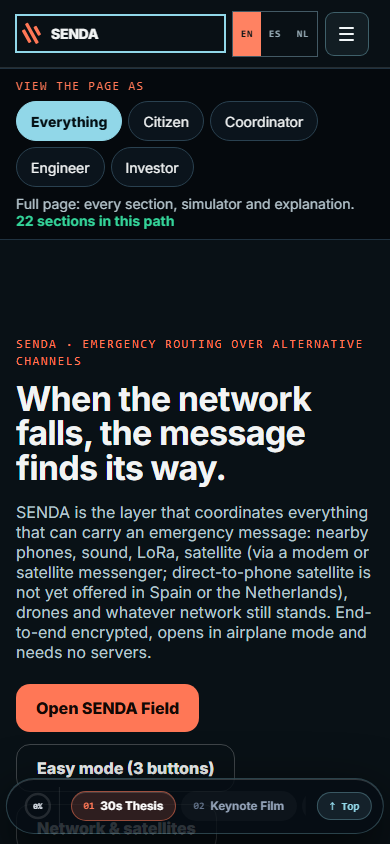 SENDA
EN ES NL
VIEW THE PAGE AS
Everything Citizen Coordinator
Engineer Investor
Full page: every section, simulator and explanation.
22 sections in this path
SENDA · EMERGENCY ROUTING OVER ALTERNATIVE
CHANNELS
When the network
falls, the message
finds its way.
SENDA is the layer that coordinates everything
that can carry an emergency message: nearby
phones, sound, LoRa, satellite (via a modem or
satellite messenger; direct-to-phone satellite is
not yet offered in Spain or the Netherlands),
drones and whatever network still stands. End-
to-end encrypted, opens in airplane mode and
needs no servers.
Open SENDA Field
Easy mode (3 buttons)
0% 01 30s Thesis 02 Keynote Film ↑ Top
Network & satellites